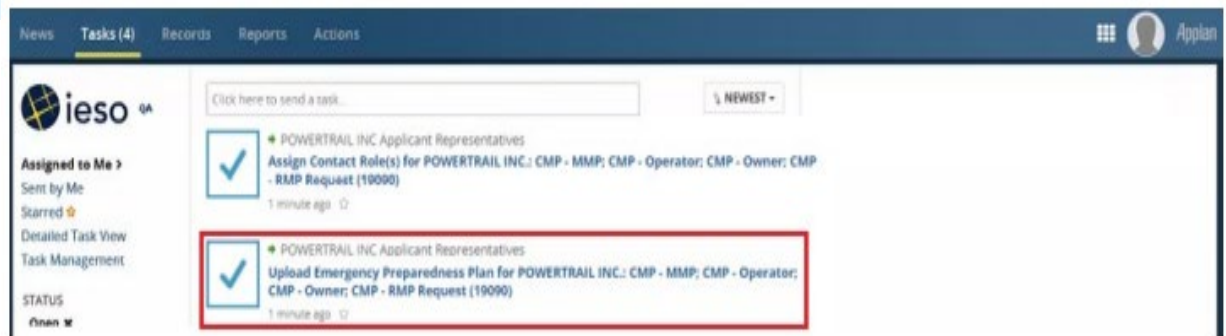 News Tasks (4) Records Reports Actions Appian
ieso QA
Click here to send a task...
NEWEST
Assigned to Me >
Sent by Me
Starred
Detailed Task View
Task Management
STATUS
Open ✖
POWERTRAIL INC Applicant Representatives
Assign Contact Role(s) for POWERTRAIL INC.: CMP - MMP; CMP - Operator; CMP - Owner; CMP
- RMP Request (19090)
1 minute ago
POWERTRAIL INC Applicant Representatives
Upload Emergency Preparedness Plan for POWERTRAIL INC.: CMP - MMP; CMP - Operator;
CMP - Owner; CMP - RMP Request (19090)
1 minute ago